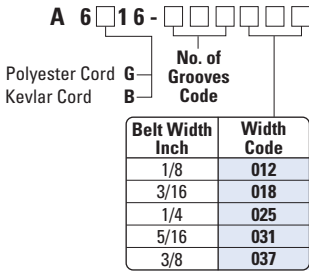 A 6□16-□□□□□□
Polyester Cord G
Kevlar Cord B
No. of
Grooves
Code
Belt Width Inch Width Code
1/8 012
3/16 018
1/4 025
5/16 031
3/8 037